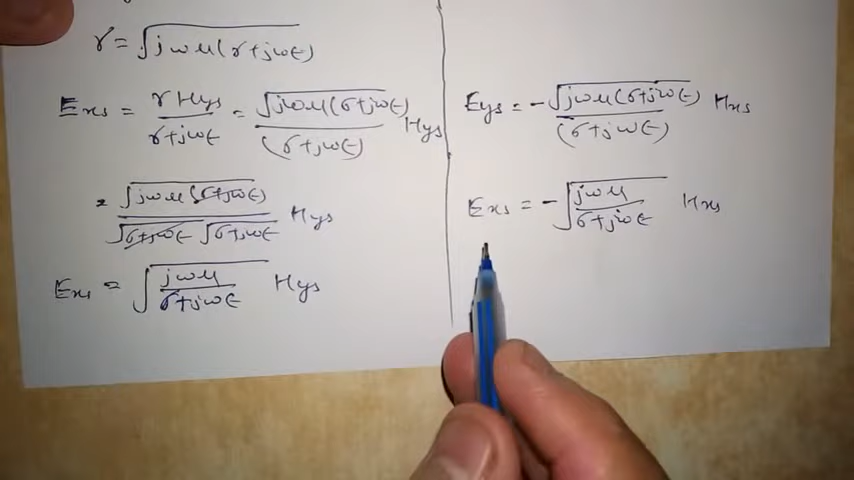 γ = √jωμ(σ+jωϵ)
Exs = γ Hys / σ+jωϵ = √jωμ(σ+jωϵ) / (σ+jωϵ) Hys
= √jωμ √σ+jωϵ / √σ+jωϵ √σ+jωϵ Hys
Exs = √jωμ / σ+jωϵ Hys
Eys = -√jωμ(σ+jωϵ) / (σ+jωϵ) Hxs
Exs = -√jωμ / σ+jωϵ Hxs